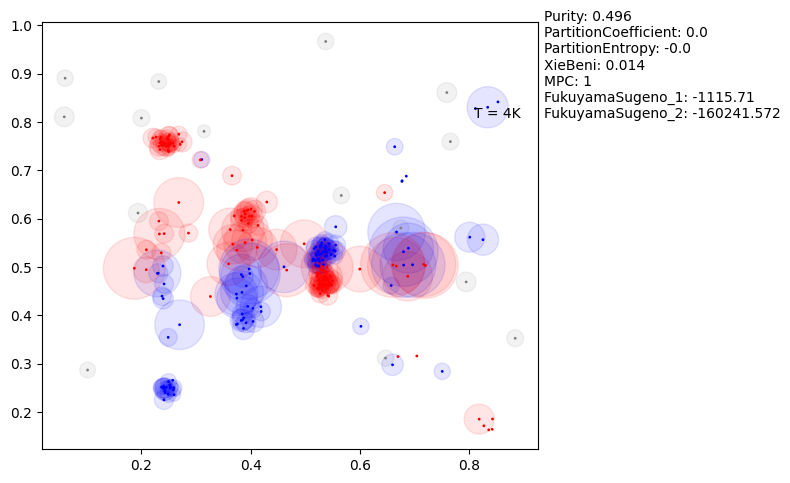 Purity: 0.496
PartitionCoefficient: 0.0
PartitionEntropy: -0.0
XieBeni: 0.014
MPC: 1
FukuyamaSugeno_1: -1115.71
FukuyamaSugeno_2: -160241.572
T = 4K
1.0
0.9
0.8
0.7
0.6
0.5
0.4
0.3
0.2
0.2 0.4 0.6 0.8